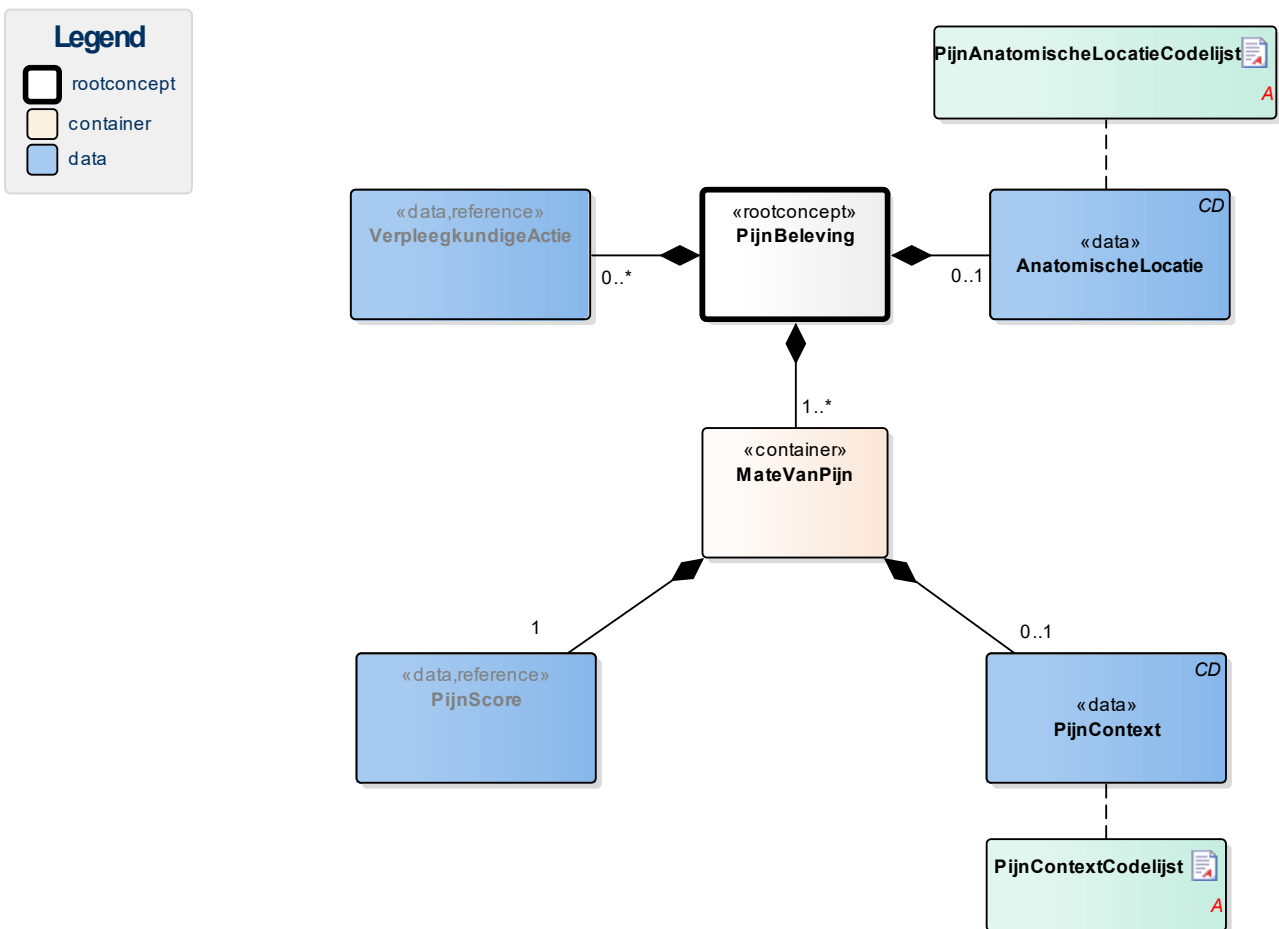 Legend
rootconcept
container
data
PijnAnatomischeLocatieCodelijst
A
«data,reference»
VerpleegkundigeActie
0..*
«rootconcept»
PijnBeleving
CD
«data»
AnatomischeLocatie
0..1
1..*
«container»
MateVanPijn
1
0..1
«data,reference»
PijnScore
CD
«data»
PijnContext
PijnContextCodelijst
A